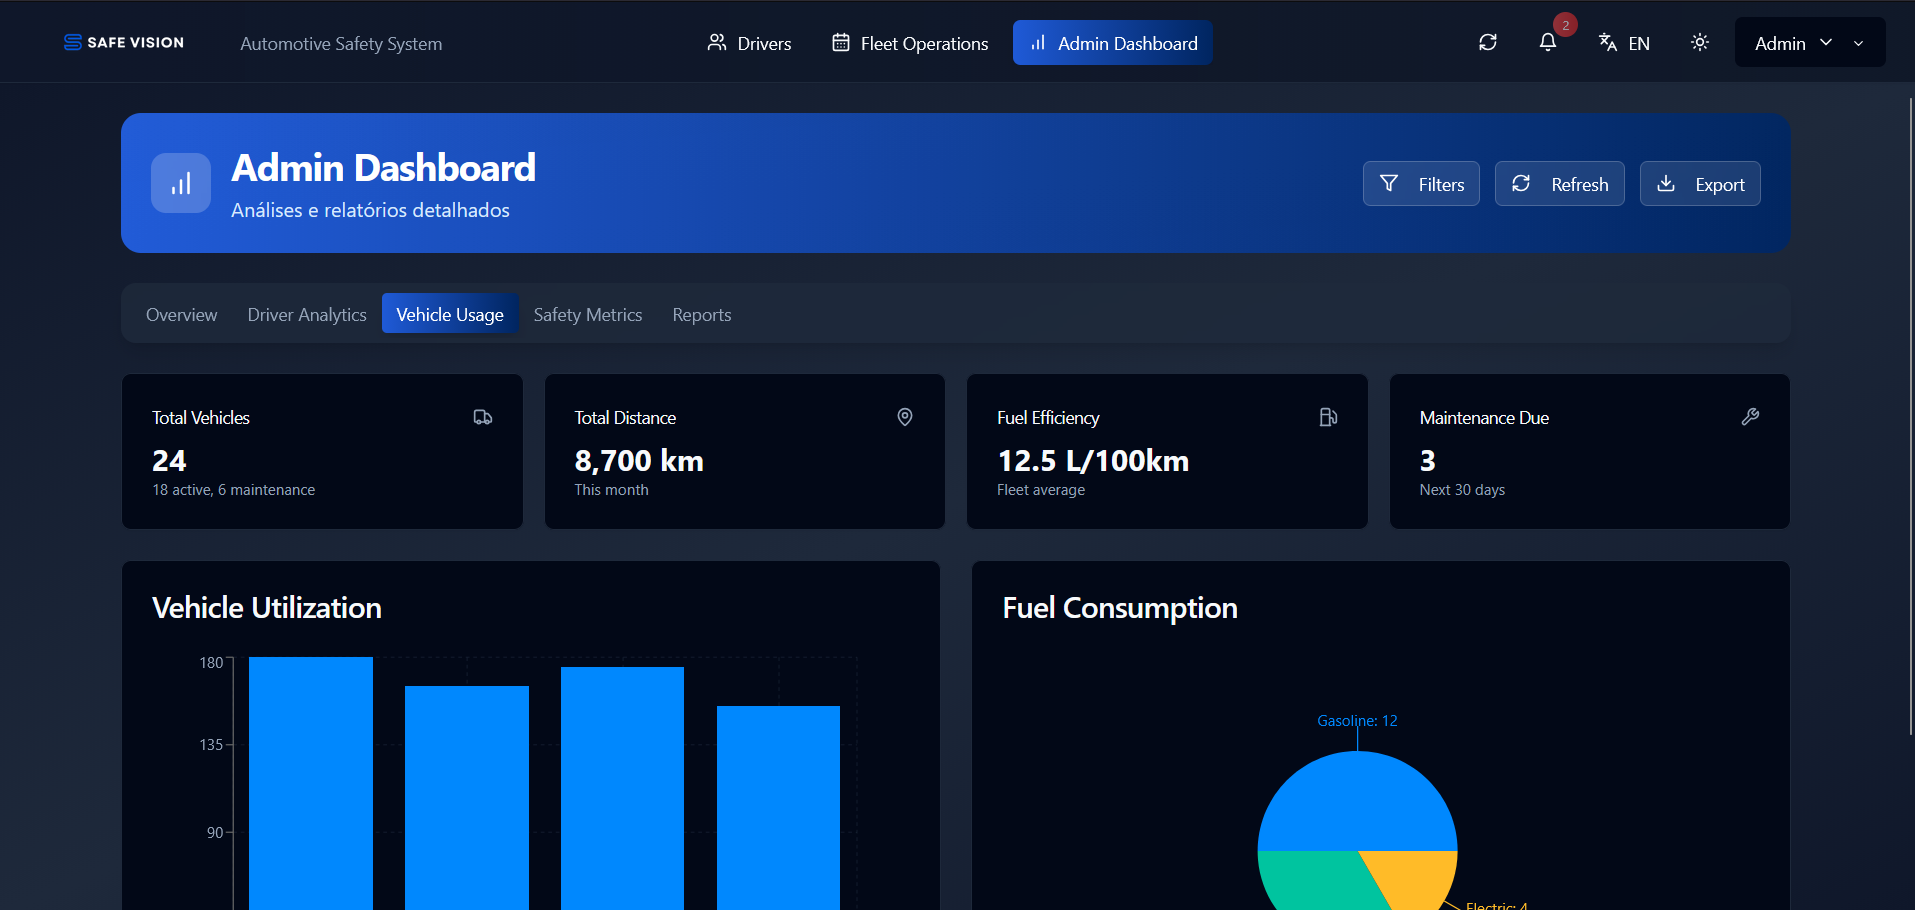 SAFE VISION
Automotive Safety System
Drivers
Fleet Operations
Admin Dashboard
2
EN
Admin
Admin Dashboard
Análises e relatórios detalhados
Filters
Refresh
Export
Overview
Driver Analytics
Vehicle Usage
Safety Metrics
Reports
Total Vehicles
24
18 active, 6 maintenance
Total Distance
8,700 km
This month
Fuel Efficiency
12.5 L/100km
Fleet average
Maintenance Due
3
Next 30 days
Vehicle Utilization
180
135
90
Fuel Consumption
Gasoline: 12
Electric: 4